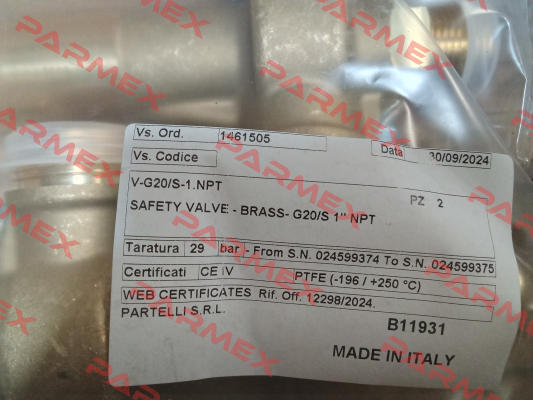 PARMEX
Vs. Ord. 1461505 Data 30/09/2024
Vs. Codice
V-G20/S-1.NPT PZ 2
SAFETY VALVE - BRASS- G20/S 1" NPT
Taratura 29 bar - From S.N. 024599374 To S.N. 024599375
Certificati CE IV PTFE (-196 / +250 °C)
WEB CERTIFICATES Rif. Off. 12298/2024.
PARTELLI S.R.L.
B11931
MADE IN ITALY